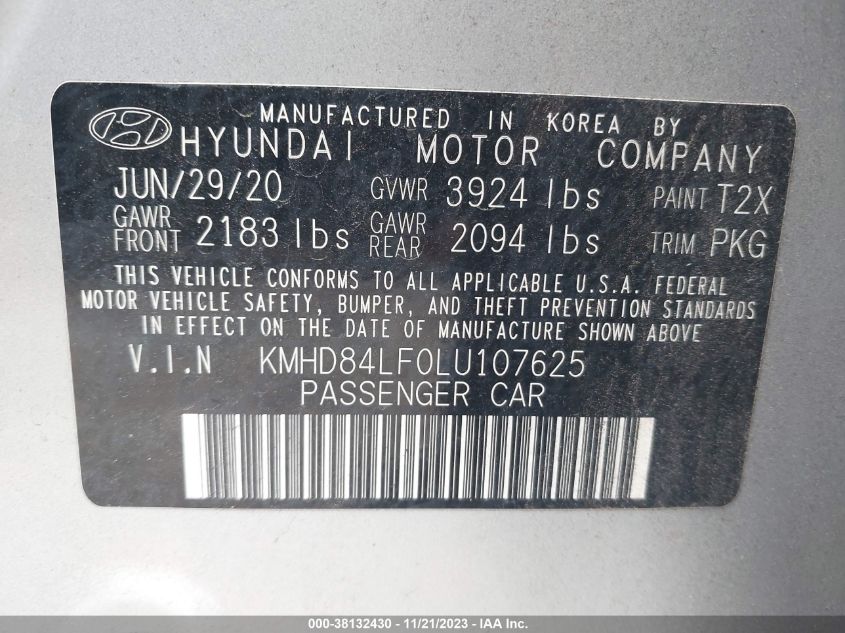 MANUFACTURED IN KOREA BY
HYUNDAI MOTOR COMPANY
JUN/29/20 GVWR 3924 lbs PAINT T2X
GAWR FRONT 2183 lbs GAWR REAR 2094 lbs TRIM PKG
THIS VEHICLE CONFORMS TO ALL APPLICABLE U.S.A. FEDERAL
MOTOR VEHICLE SAFETY, BUMPER, AND THEFT PREVENTION STANDARDS
IN EFFECT ON THE DATE OF MANUFACTURE SHOWN ABOVE
V.I.N KMHD84LF0LU107625
PASSENGER CAR
000-38132430 - 11/21/2023 - IAA Inc.